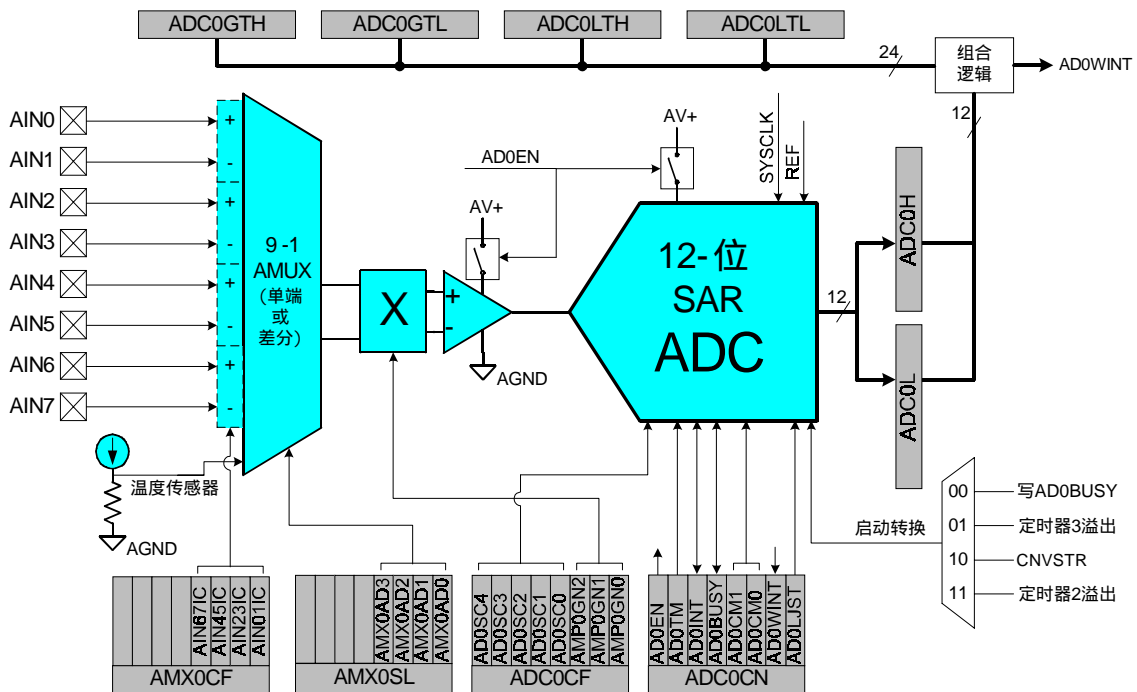 ADC0GTH
ADC0GTL
ADC0LTH
ADC0LTL
24
组合
逻辑
AD0WINT
12
AIN0
AIN1
AIN2
AIN3
AIN4
AIN5
AIN6
AIN7
+
-
+
-
+
-
+
-
9-1
AMUX
(单端
或
差分)
X
+
-
AV+
AGND
AD0EN
AV+
SYSCLK
REF
12-位
SAR
ADC
12
ADC0H
ADC0L
温度传感器
AGND
启动转换
00
写AD0BUSY
01
定时器3溢出
10
CNVSTR
11
定时器2溢出
AIN67IC
AIN45IC
AIN23IC
AIN01IC
AMX0CF
AMX0AD3
AMX0AD2
AMX0AD1
AMX0AD0
AMX0SL
AD0SC4
AD0SC3
AD0SC2
AD0SC1
AD0SC0
AMP0GN2
AMP0GN1
AMP0GN0
ADC0CF
AD0EN
AD0TM
AD0INT
AD0BUSY
AD0CM1
AD0CM0
AD0WINT
AD0LJST
ADC0CN